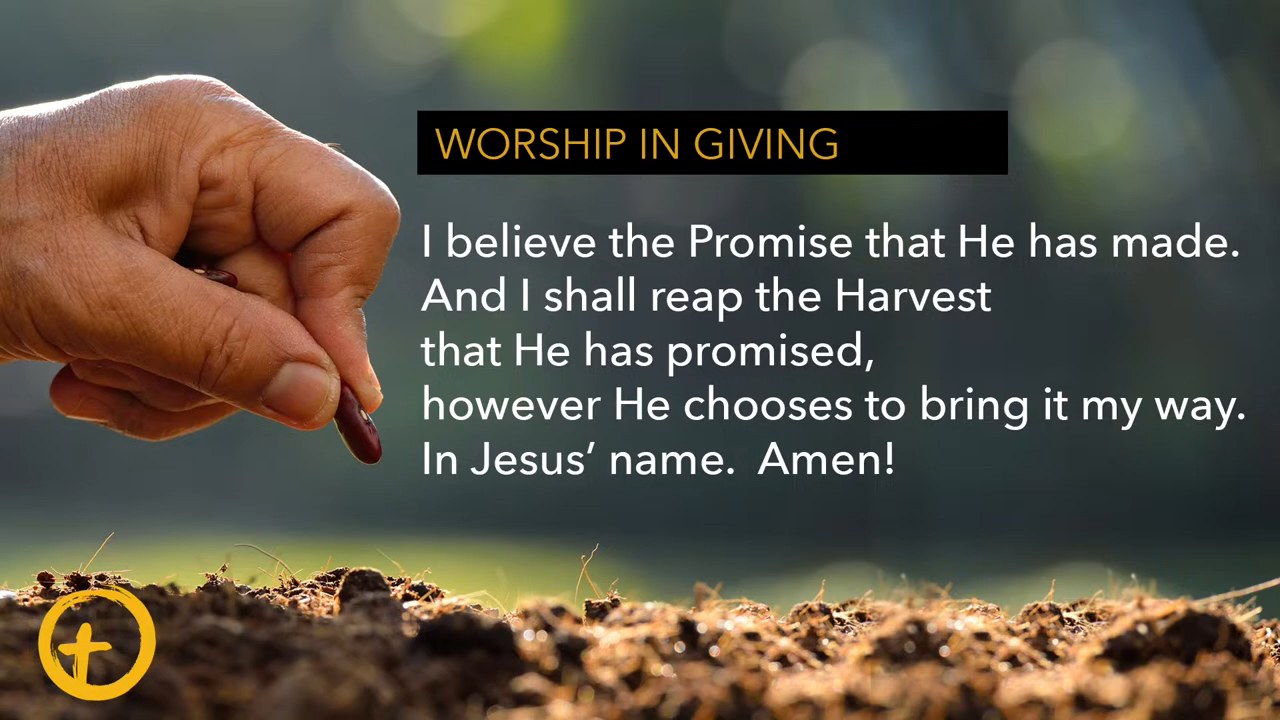 WORSHIP IN GIVING
I believe the Promise that He has made.
And I shall reap the Harvest
that He has promised,
however He chooses to bring it my way.
In Jesus’ name.  Amen!